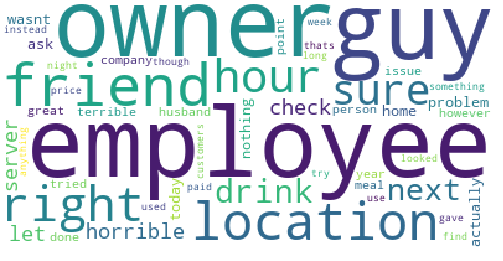 wasnt
instead
ask
owner
point
week
thats
long
guy
night
price
company
though
friend
hour
sure
issue
problem
something
great
terrible
husband
nothing
check
person
home
however
server
anything
employee
customers
looked
tried
today
drink
try
year
meal
use
next
actually
right
paid
location
let
done
horrible
used
gave
find